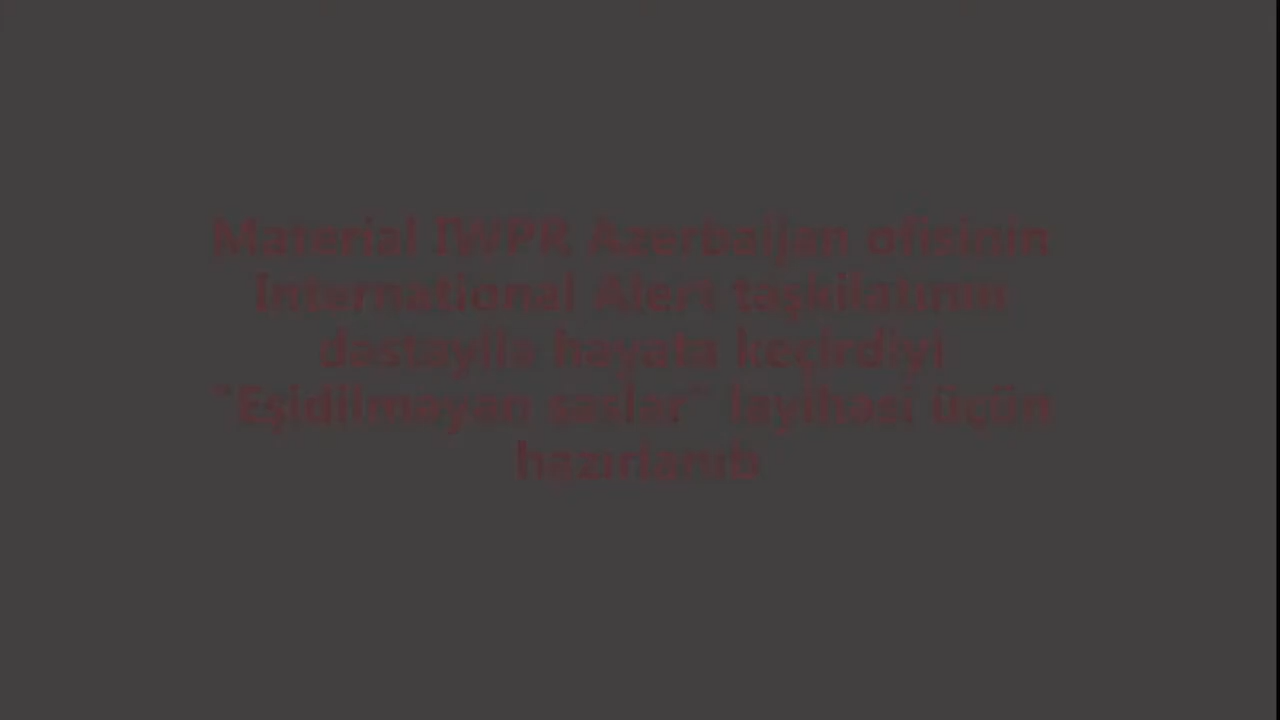 Material IWPR Azerbaijan ofisinin
International Alert təşkilatının
dəstəyilə həyata keçirdiyi
"Eşidilməyən səslər" layihəsi üçün
hazırlanıb